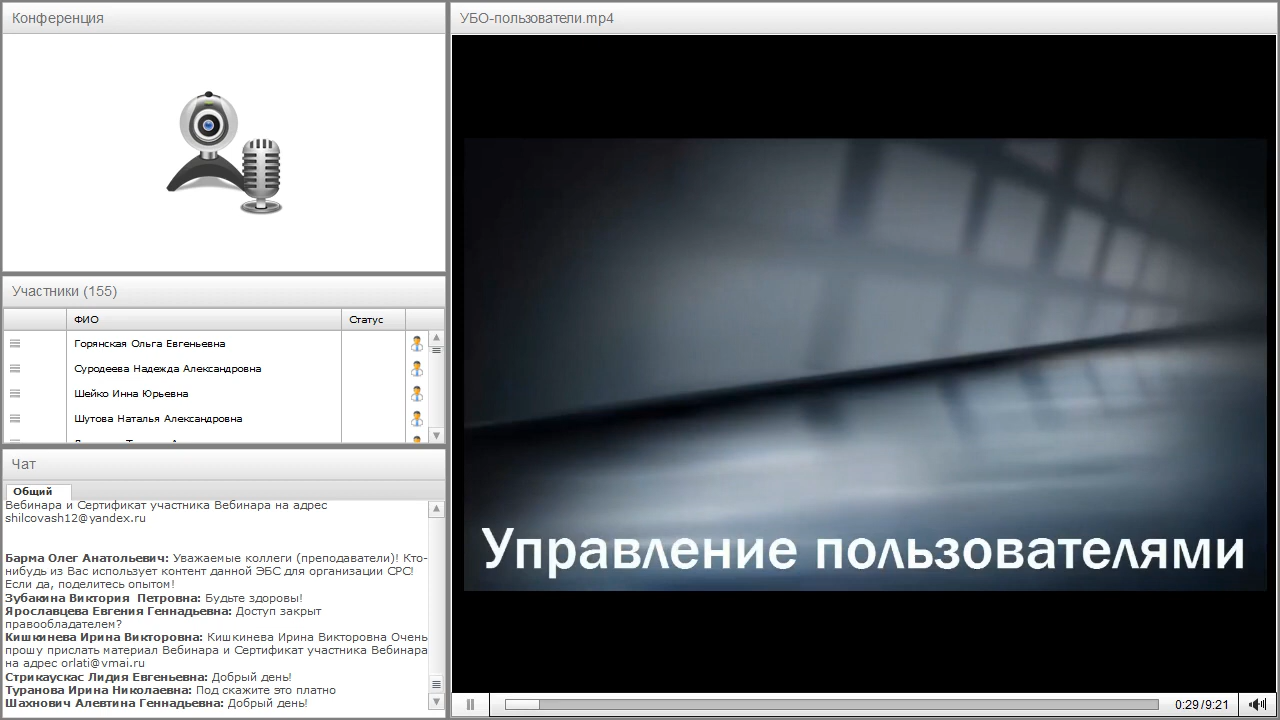 Конференция
УБО-пользователи.mp4
Управление пользователями
0:29/9:21
Участники (155)
ФИО Статус
Горянская Ольга Евгеньевна
Суродеева Надежда Александровна
Шейко Инна Юрьевна
Шутова Наталья Александровна
Чат
Общий
Вебинара и Сертификат участника Вебинара на адрес
shilcovash12@yandex.ru
Барма Олег Анатольевич: Уважаемые коллеги (преподаватели)! Кто-
нибудь из Вас использует контент данной ЭБС для организации СРС!
Если да, поделитесь опытом!
Зубакина Виктория Петровна: Будьте здоровы!
Ярославцева Евгения Геннадьевна: Доступ закрыт
правообладателем?
Кишкинева Ирина Викторовна: Кишкинева Ирина Викторовна Очень
прошу прислать материал Вебинара и Сертификат участника Вебинара
на адрес orlati@vmai.ru
Стрикаускас Лидия Евгеньевна: Добрый день!
Туранова Ирина Николаевна: Под скажите это платно
Шахнович Алевтина Геннадьевна: Добрый день!